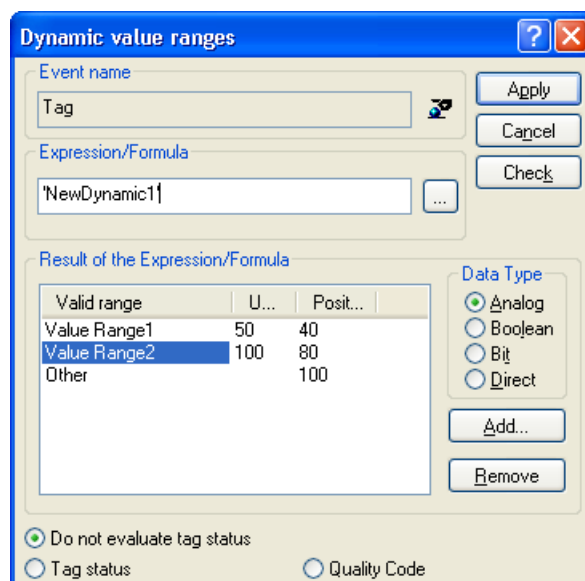 Dynamic value ranges
Event name
Tag
Apply
Cancel
Check
Expression/Formula
'NewDynamic1'
...
Result of the Expression/Formula
Valid range U... Posit...
Value Range1 50 40
Value Range2 100 80
Other 100
Data Type
Analog
Boolean
Bit
Direct
Add...
Remove
Do not evaluate tag status
Tag status Quality Code